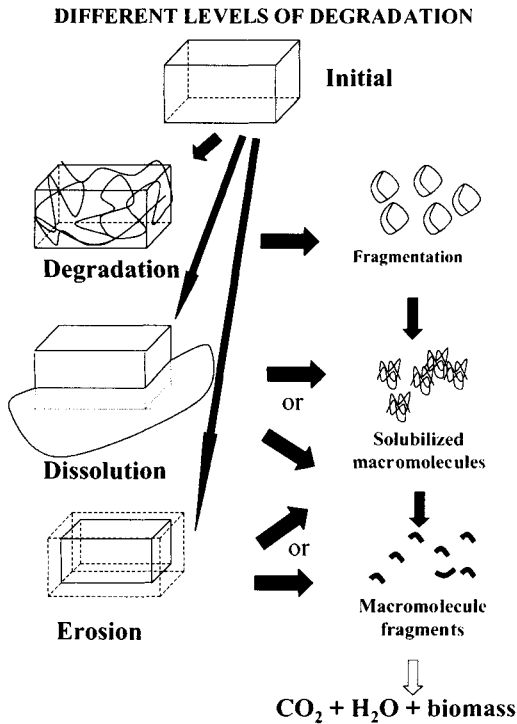 DIFFERENT LEVELS OF DEGRADATION
Initial
Degradation
Fragmentation
or
Solubilized
macromolecules
Dissolution
or
Erosion
Macromolecule
fragments
CO₂ + H₂O + biomass